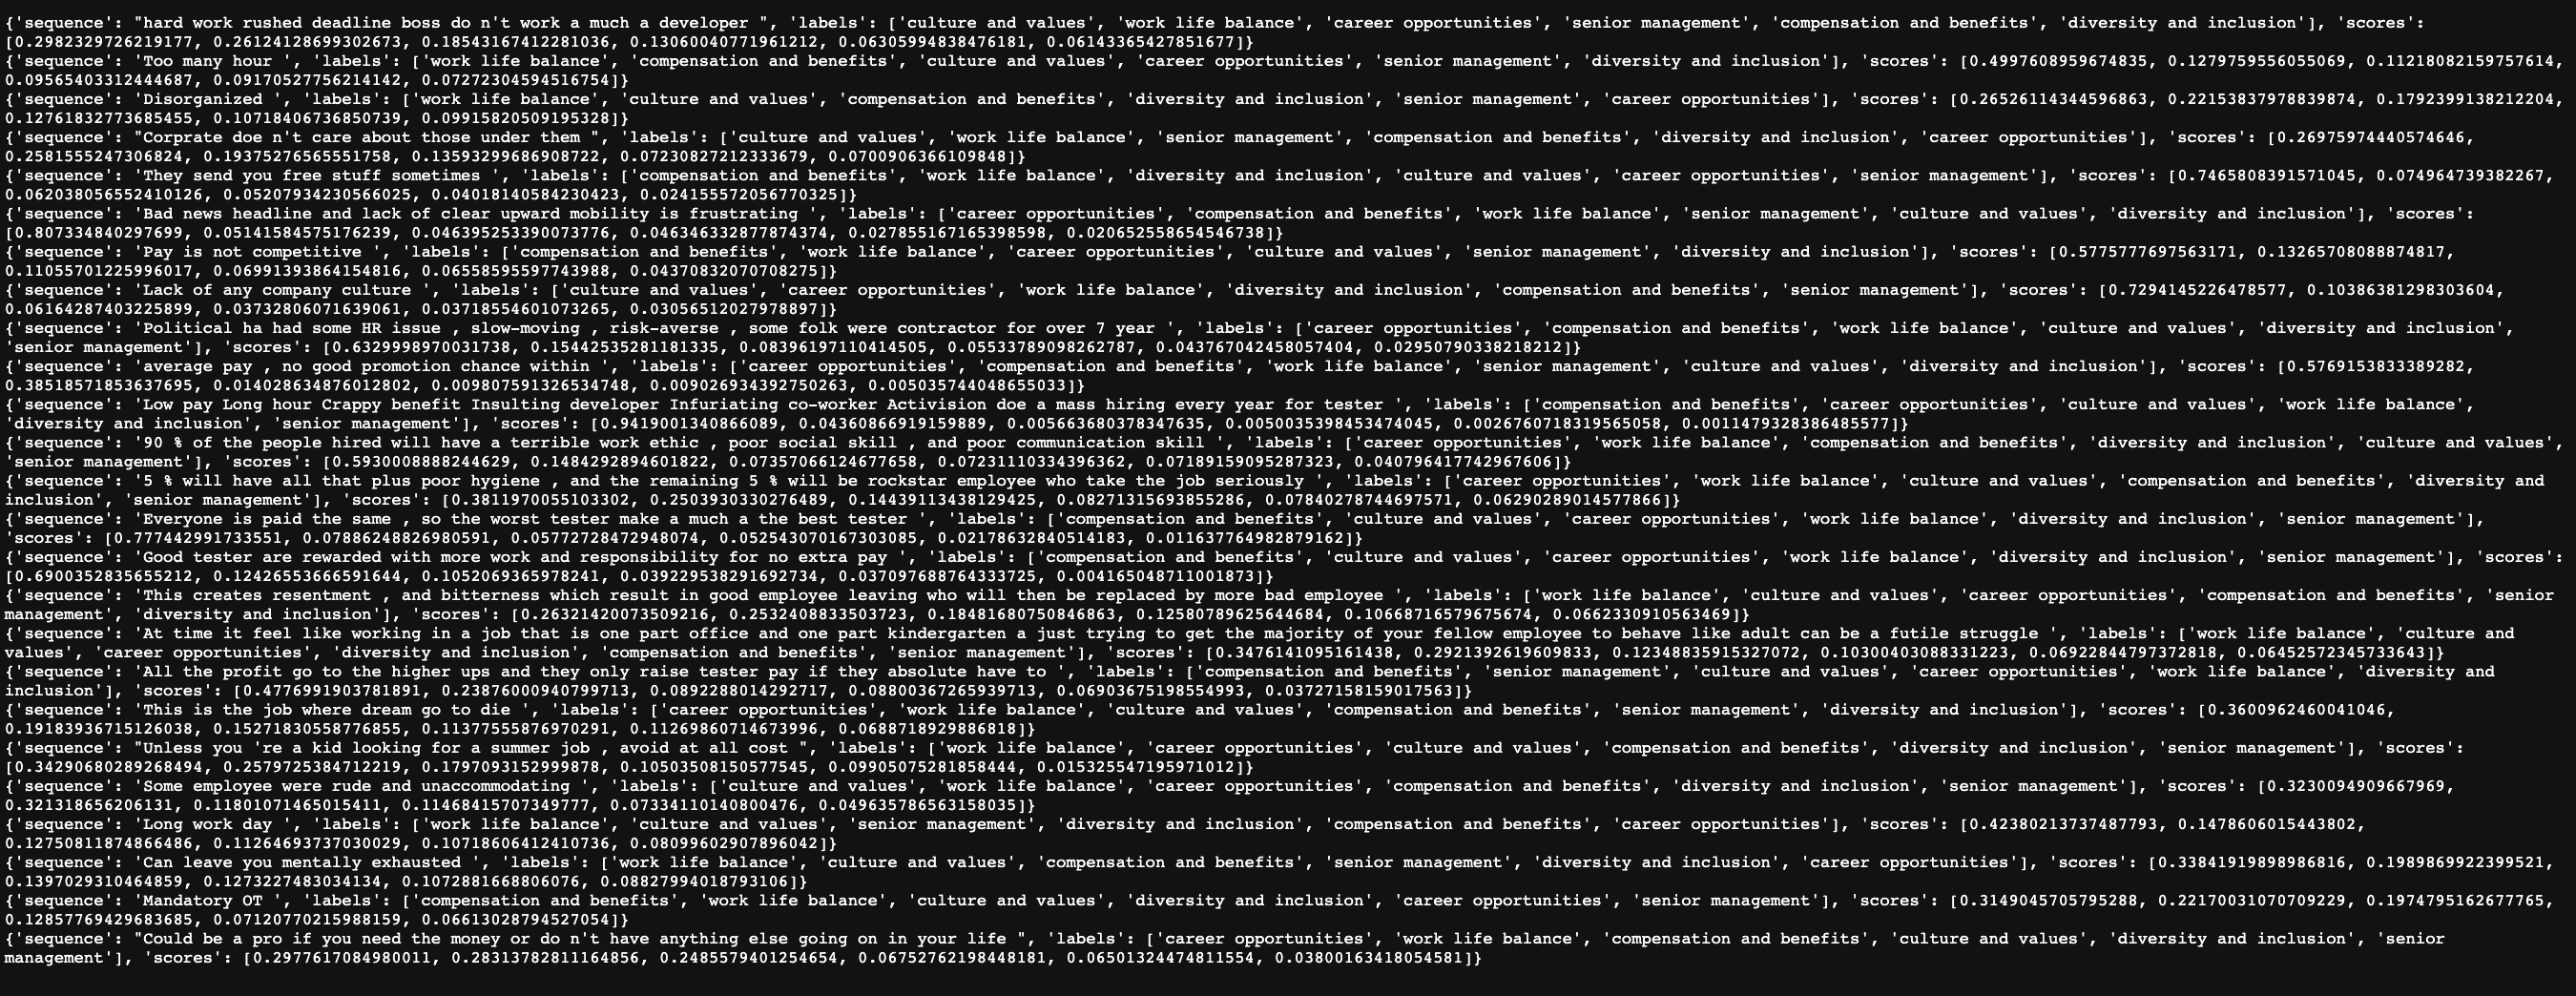 {'sequence': "hard work rushed deadline boss do n't work a much a developer ", 'labels': ['culture and values', 'work life balance', 'career opportunities', 'senior management', 'compensation and benefits', 'diversity and inclusion'], 'scores':
[0.2982329726219177, 0.26124128699302673, 0.18543167412281036, 0.13060040771961212, 0.06305994838476181, 0.06143365427851677]}
{'sequence': 'Too many hour ', 'labels': ['work life balance', 'compensation and benefits', 'culture and values', 'career opportunities', 'senior management', 'diversity and inclusion'], 'scores': [0.4997608959674835, 0.1279759556055069, 0.11218082159757614,
0.09565403312444687, 0.09170527756214142, 0.07272304594516754]}
{'sequence': 'Disorganized ', 'labels': ['work life balance', 'culture and values', 'compensation and benefits', 'diversity and inclusion', 'senior management', 'career opportunities'], 'scores': [0.26526114344596863, 0.22153837978839874, 0.1792399138212204,
0.12761832773685455, 0.10718406736850739, 0.09915820509195328]}
{'sequence': "Corprate doe n't care about those under them ", 'labels': ['culture and values', 'work life balance', 'senior management', 'compensation and benefits', 'diversity and inclusion', 'career opportunities'], 'scores': [0.26975974440574646,
0.2581555247306824, 0.19375276565551758, 0.13593299686908722, 0.07230827212333679, 0.0700906366109848]}
{'sequence': 'They send you free stuff sometimes ', 'labels': ['compensation and benefits', 'work life balance', 'diversity and inclusion', 'culture and values', 'career opportunities', 'senior management'], 'scores': [0.7465808391571045, 0.074964739382267,
0.062038056552410126, 0.05207934230566025, 0.04018140584230423, 0.024155572056770325]}
{'sequence': 'Bad news headline and lack of clear upward mobility is frustrating ', 'labels': ['career opportunities', 'compensation and benefits', 'work life balance', 'senior management', 'culture and values', 'diversity and inclusion'], 'scores':
[0.807334840297699, 0.05141584575176239, 0.046395253390073776, 0.046346332877874374, 0.027855167165398598, 0.020652558654546738]}
{'sequence': 'Pay is not competitive ', 'labels': ['compensation and benefits', 'work life balance', 'career opportunities', 'culture and values', 'senior management', 'diversity and inclusion'], 'scores': [0.5775777697563171, 0.13265708088874817,
0.11055701225996017, 0.06991393864154816, 0.06558595597743988, 0.04370832070708275]}
{'sequence': 'Lack of any company culture ', 'labels': ['culture and values', 'career opportunities', 'work life balance', 'diversity and inclusion', 'compensation and benefits', 'senior management'], 'scores': [0.7294145226478577, 0.10386381298303604,
0.06164287403225899, 0.03732806071639061, 0.03718554601073265, 0.03056512027978897]}
{'sequence': 'Political ha had some HR issue , slow-moving , risk-averse , some folk were contractor for over 7 year ', 'labels': ['career opportunities', 'compensation and benefits', 'work life balance', 'culture and values', 'diversity and inclusion',
'senior management'], 'scores': [0.6329998970031738, 0.15442535281181335, 0.08396197110414505, 0.05533789098262787, 0.043767042458057404, 0.02950790338218212]}
{'sequence': 'average pay , no good promotion chance within ', 'labels': ['career opportunities', 'compensation and benefits', 'work life balance', 'senior management', 'culture and values', 'diversity and inclusion'], 'scores': [0.5769153833389282,
0.38518571853637695, 0.014028634876012802, 0.009807591326534748, 0.009026934392750263, 0.005035744048655033]}
{'sequence': 'Low pay Long hour Crappy benefit Insulting developer Infuriating co-worker Activision doe a mass hiring every year for tester ', 'labels': ['compensation and benefits', 'career opportunities', 'culture and values', 'work life balance',
'diversity and inclusion', 'senior management'], 'scores': [0.9419001340866089, 0.04360866919159889, 0.005663680378347635, 0.0050035398453474045, 0.0026760718319565058, 0.0011479328386485577]}
{'sequence': '90 % of the people hired will have a terrible work ethic , poor social skill , and poor communication skill ', 'labels': ['career opportunities', 'work life balance', 'compensation and benefits', 'diversity and inclusion', 'culture and values',
'senior management'], 'scores': [0.5930008888244629, 0.1484292894601822, 0.07357066124677658, 0.07231110334396362, 0.07189159095287323, 0.040796417742967606]}
{'sequence': '5 % will have all that plus poor hygiene , and the remaining 5 % will be rockstar employee who take the job seriously ', 'labels': ['career opportunities', 'work life balance', 'culture and values', 'compensation and benefits', 'diversity and
inclusion', 'senior management'], 'scores': [0.3811970055103302, 0.2503930330276489, 0.14439113438129425, 0.08271315693855286, 0.07840278744697571, 0.06290289014577866]}
{'sequence': 'Everyone is paid the same , so the worst tester make a much a the best tester ', 'labels': ['compensation and benefits', 'culture and values', 'career opportunities', 'work life balance', 'diversity and inclusion', 'senior management'],
'scores': [0.777442991733551, 0.07886248826980591, 0.05772728472948074, 0.052543070167303085, 0.02178632840514183, 0.011637764982879162]}
{'sequence': 'Good tester are rewarded with more work and responsibility for no extra pay ', 'labels': ['compensation and benefits', 'culture and values', 'career opportunities', 'work life balance', 'diversity and inclusion', 'senior management'], 'scores':
[0.6900352835655212, 0.12426553666591644, 0.1052069365978241, 0.039229538291692734, 0.037097688764333725, 0.004165048711001873]}
{'sequence': 'This creates resentment , and bitterness which result in good employee leaving who will then be replaced by more bad employee ', 'labels': ['work life balance', 'culture and values', 'career opportunities', 'compensation and benefits', 'senior
management', 'diversity and inclusion'], 'scores': [0.26321420073509216, 0.2532408833503723, 0.18481680750846863, 0.12580789625644684, 0.10668716579675674, 0.0662330910563469]}
{'sequence': 'At time it feel like working in a job that is one part office and one part kindergarten a just trying to get the majority of your fellow employee to behave like adult can be a futile struggle ', 'labels': ['work life balance', 'culture and
values', 'career opportunities', 'diversity and inclusion', 'compensation and benefits', 'senior management'], 'scores': [0.3476141095161438, 0.2921392619609833, 0.12348835915327072, 0.10300403088331223, 0.06922844797372818, 0.06452572345733643]}
{'sequence': 'All the profit go to the higher ups and they only raise tester pay if they absolute have to ', 'labels': ['compensation and benefits', 'senior management', 'culture and values', 'career opportunities', 'work life balance', 'diversity and
inclusion'], 'scores': [0.4776991903781891, 0.23876000940799713, 0.0892288014292717, 0.08800367265939713, 0.06903675198554993, 0.03727158159017563]}
{'sequence': 'This is the job where dream go to die ', 'labels': ['career opportunities', 'work life balance', 'culture and values', 'compensation and benefits', 'senior management', 'diversity and inclusion'], 'scores': [0.3600962460041046,
0.19183936715126038, 0.15271830558776855, 0.11377555876970291, 0.11269860714673996, 0.0688718929886818]}
{'sequence': "Unless you 're a kid looking for a summer job , avoid at all cost ", 'labels': ['work life balance', 'career opportunities', 'culture and values', 'compensation and benefits', 'diversity and inclusion', 'senior management'], 'scores':
[0.34290680289268494, 0.2579725384712219, 0.1797093152999878, 0.10503508150577545, 0.09905075281858444, 0.015325547195971012]}
{'sequence': 'Some employee were rude and unaccommodating ', 'labels': ['culture and values', 'work life balance', 'career opportunities', 'compensation and benefits', 'diversity and inclusion', 'senior management'], 'scores': [0.3230094909667969,
0.321318656206131, 0.11801071465015411, 0.11468415707349777, 0.07334110140800476, 0.049635786563158035]}
{'sequence': 'Long work day ', 'labels': ['work life balance', 'culture and values', 'senior management', 'diversity and inclusion', 'compensation and benefits', 'career opportunities'], 'scores': [0.42380213737487793, 0.1478606015443802,
0.12750811874866486, 0.11264693737030029, 0.10718606412410736, 0.08099602907896042]}
{'sequence': 'Can leave you mentally exhausted ', 'labels': ['work life balance', 'culture and values', 'compensation and benefits', 'senior management', 'diversity and inclusion', 'career opportunities'], 'scores': [0.33841919898986816, 0.1989869922399521,
0.1397029310464859, 0.1273227483034134, 0.1072881668806076, 0.08827994018793106]}
{'sequence': 'Mandatory OT ', 'labels': ['compensation and benefits', 'work life balance', 'culture and values', 'diversity and inclusion', 'career opportunities', 'senior management'], 'scores': [0.3149045705795288, 0.22170031070709229, 0.1974795162677765,
0.12857769429683685, 0.07120770215988159, 0.06613028794527054]}
{'sequence': "Could be a pro if you need the money or do n't have anything else going on in your life ", 'labels': ['career opportunities', 'work life balance', 'compensation and benefits', 'culture and values', 'diversity and inclusion', 'senior
management'], 'scores': [0.2977617084980011, 0.28313782811164856, 0.2485579401254654, 0.06752762198448181, 0.06501324474811554, 0.03800163418054581]}